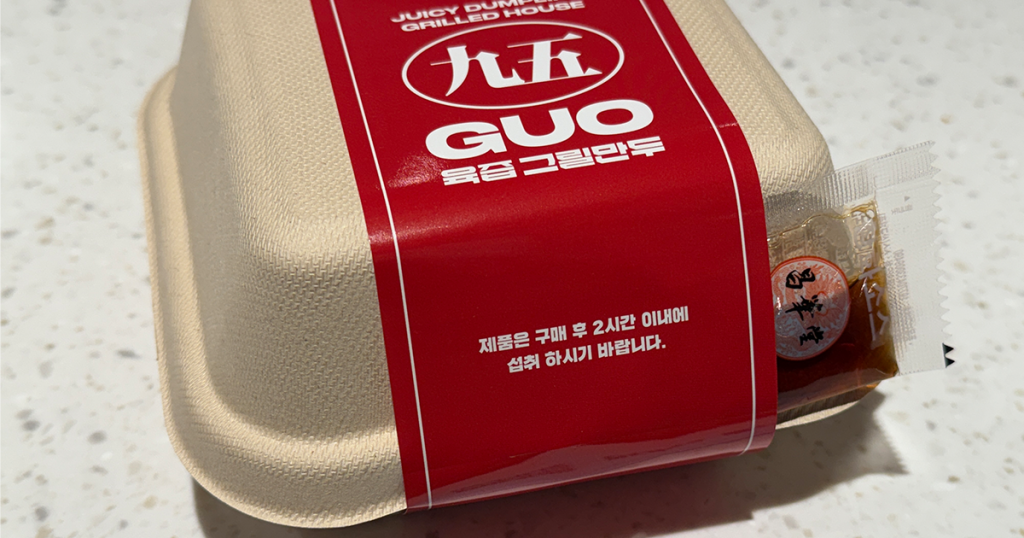 JUICY DUMPLING
GRILLED HOUSE
九五
GUO
육즙 그릴만두
제품은 구매 후 2시간 이내에
섭취 하시기 바랍니다.